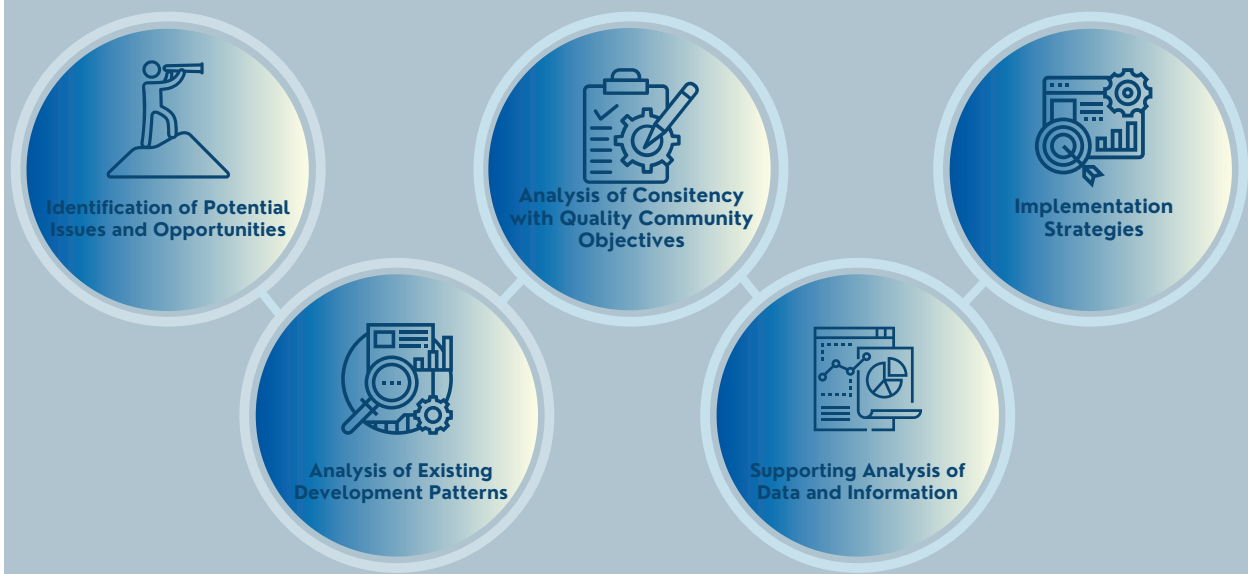 Identification of Potential
Issues and Opportunities
Analysis of Existing
Development Patterns
Analysis of Consitency
with Quality Community
Objectives
Supporting Analysis of
Data and Information
Implementation
Strategies